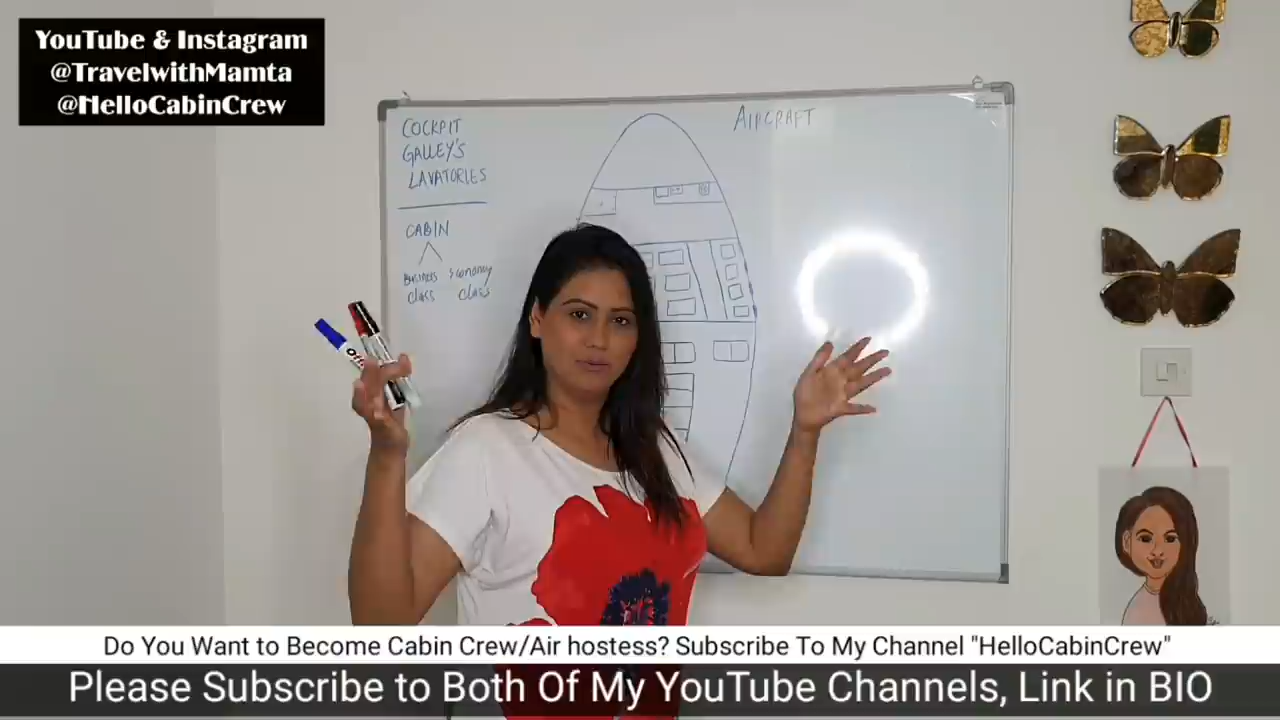 YouTube & Instagram
@TravelwithMamta
@HelloCabinCrew
COCKPIT
GALLEY'S
LAVATORIES
CABIN
Business
class
Economy
class
AIRCRAFT
Do You Want to Become Cabin Crew/Air hostess? Subscribe To My Channel "HelloCabinCrew"
Please Subscribe to Both Of My YouTube Channels, Link in BIO